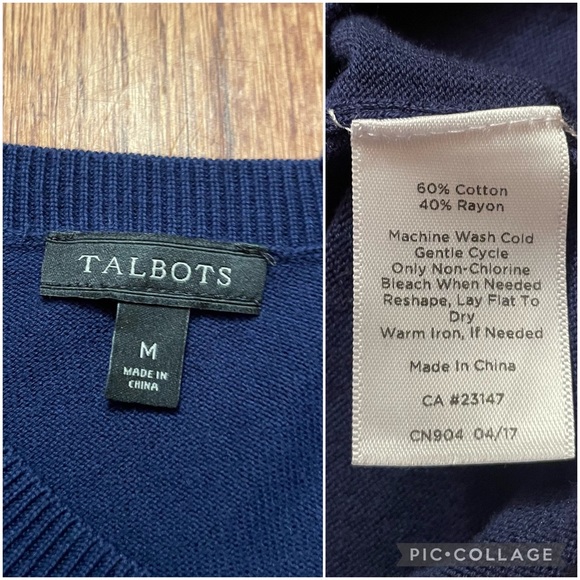 TALBOTS
M
MADE IN
CHINA
60% Cotton
40% Rayon
Machine Wash Cold
Gentle Cycle
Only Non-Chlorine
Bleach When Needed
Reshape, Lay Flat To
Dry
Warm Iron, If Needed
Made In China
CA #23147
CN904 04/17
PIC•COLLAGE